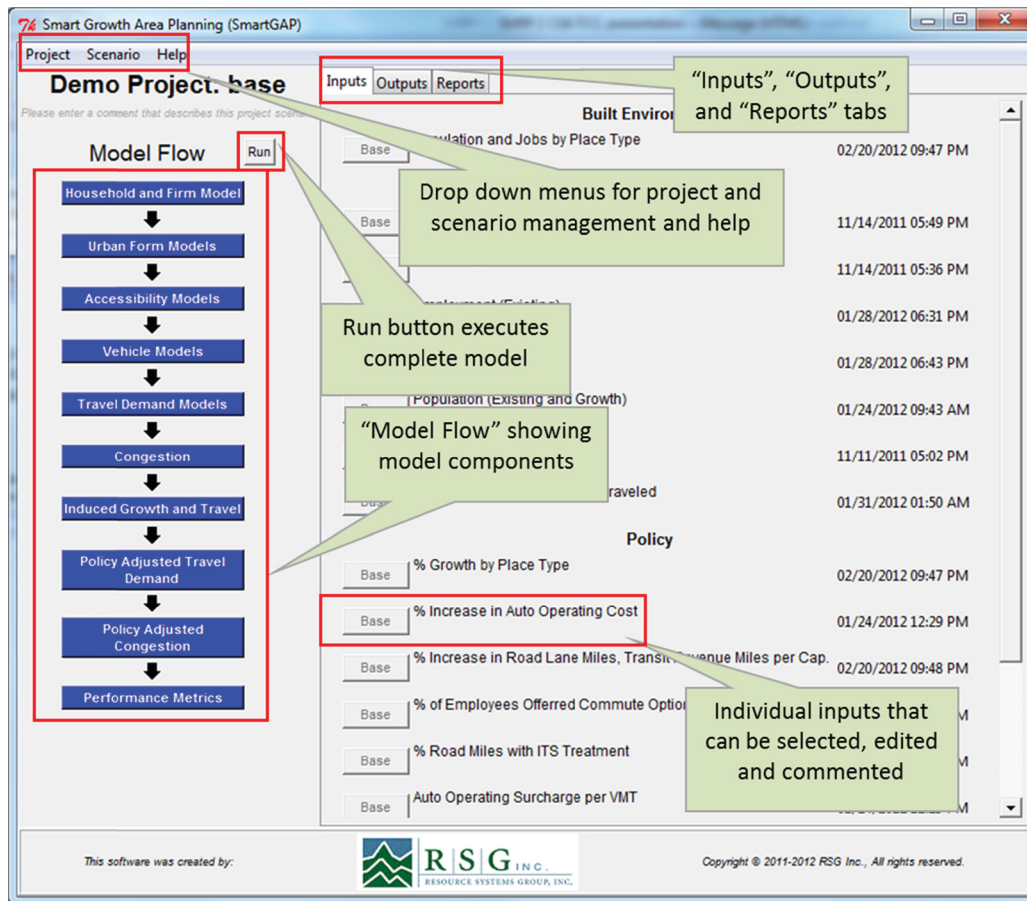 Smart Growth Area Planning (SmartGAP)
Project Scenario Help
Demo Project: base
Please enter a comment that describes this project
Model Flow
Run
Household and Firm Model
Urban Form Models
Accessibility Models
Vehicle Models
Travel Demand Models
Congestion
Induced Growth and Travel
Policy Adjusted Travel
Demand
Policy Adjusted
Congestion
Performance Metrics
Inputs Outputs Reports
"Inputs", "Outputs",
and "Reports" tabs
Built
Base
and Jobs by Place Type
02/20/2012 09:47 PM
Drop down menus for project and
scenario management and help
Base
11/14/2011 05:49 PM
11/14/2011 05:36 PM
01/28/2012 06:31 PM
Run button executes
complete model
01/28/2012 06:43 PM
Population (Existing and Growth)
01/24/2012 09:43 AM
"Model Flow" showing
model components
11/11/2011 05:02 PM
01/31/2012 01:50 AM
Policy
Base
% Growth by Place Type
02/20/2012 09:47 PM
Base
% Increase in Auto Operating Cost
01/24/2012 12:29 PM
Base
% Increase in Road Lane Miles, Transit Revenue Miles per Cap.
02/20/2012 09:48 PM
Base
% of Employees Offerred Commute
Individual inputs that
can be selected, edited
and commented
Base
% Road Miles with ITS Treatment
Base
Auto Operating Surcharge per VMT
This software was created by:
RSG INC.
RESOURCE SYSTEMS GROUP, INC.
Copyright © 2011-2012 RSG Inc., All rights reserved.